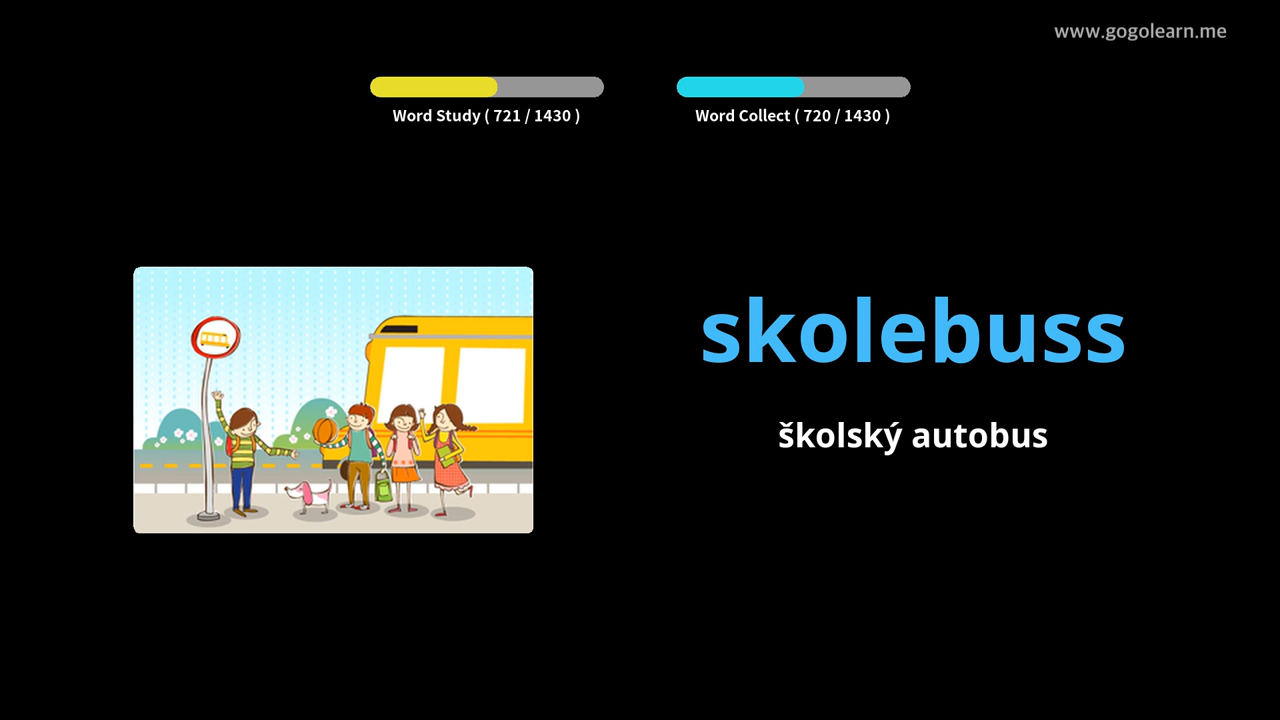 www.gogolearn.me
Word Study ( 721 / 1430 )
Word Collect ( 720 / 1430 )
skolebuss
školský autobus